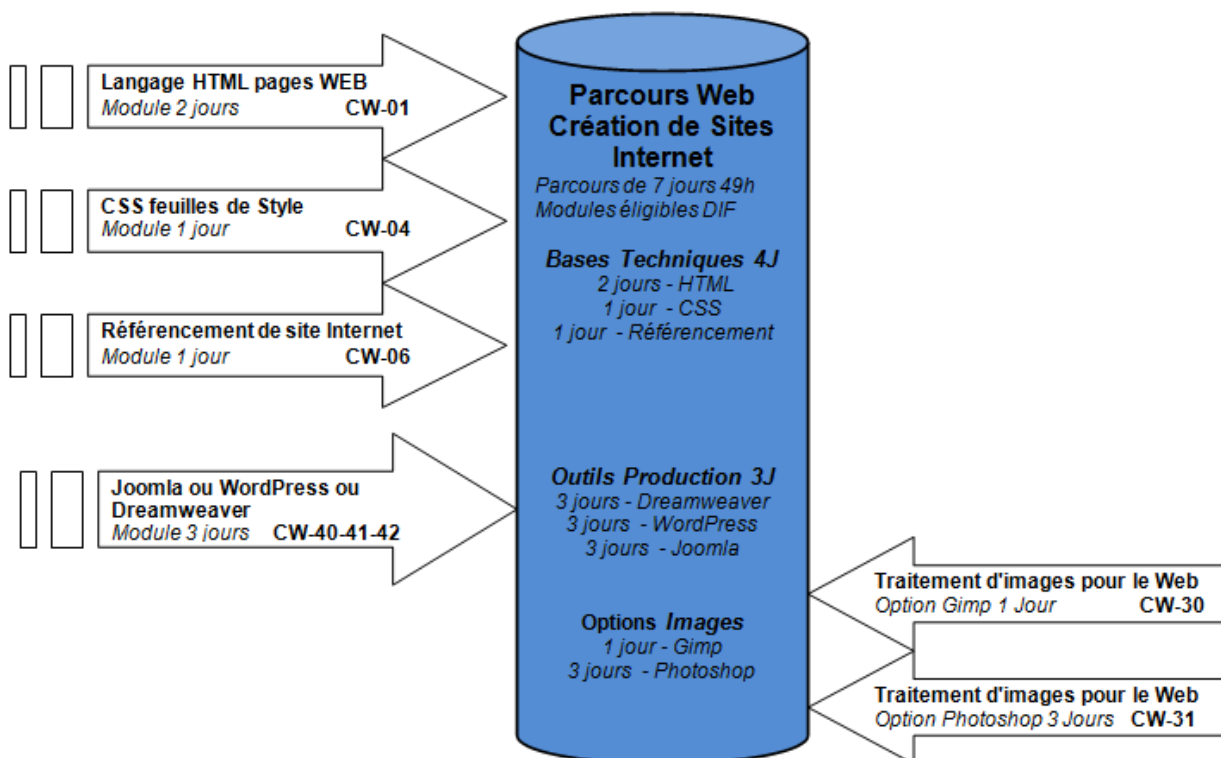 Langage HTML pages WEB
Module 2 jours CW-01
CSS feuilles de Style
Module 1 jour CW-04
Référencement de site Internet
Module 1 jour CW-06
Joomla ou WordPress ou
Dreamweaver
Module 3 jours CW-40-41-42
Parcours Web
Création de Sites
Internet
Parcours de 7 jours 49h
Modules éligibles DIF
Bases Techniques 4J
2 jours - HTML
1 jour - CSS
1 jour - Référencement
Outils Production 3J
3 jours - Dreamweaver
3 jours - WordPress
3 jours - Joomla
Options Images
1 jour - Gimp
3 jours - Photoshop
Traitement d'images pour le Web
Option Gimp 1 Jour CW-30
Traitement d'images pour le Web
Option Photoshop 3 Jours CW-31